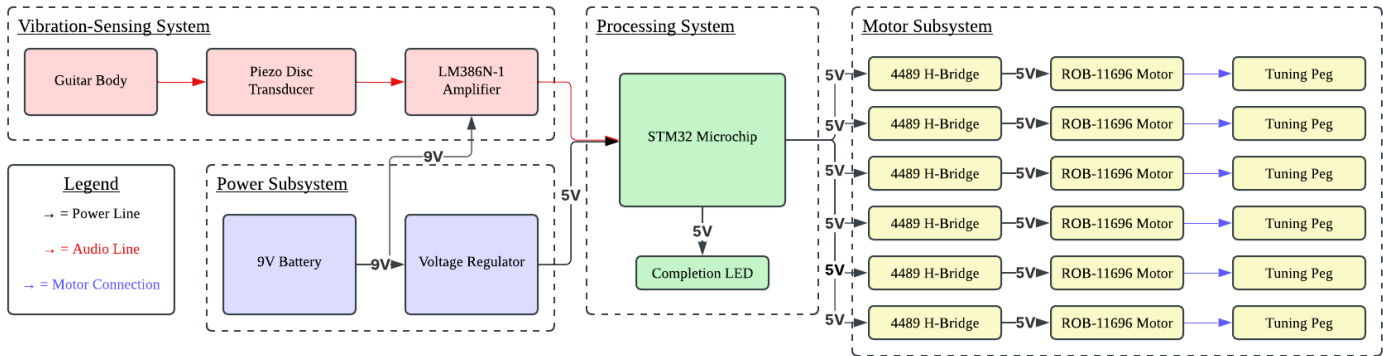 Vibration-Sensing System
Guitar Body
Piezo Disc
Transducer
LM386N-1
Amplifier
9V
Legend
→ = Power Line
→ = Audio Line
→ = Motor Connection
Power Subsystem
9V Battery
9V
Voltage Regulator
5V
Processing System
STM32 Microchip
5V
Completion LED
Motor Subsystem
5V 4489 H-Bridge 5V ROB-11696 Motor Tuning Peg
5V 4489 H-Bridge 5V ROB-11696 Motor Tuning Peg
5V 4489 H-Bridge 5V ROB-11696 Motor Tuning Peg
5V 4489 H-Bridge 5V ROB-11696 Motor Tuning Peg
5V 4489 H-Bridge 5V ROB-11696 Motor Tuning Peg
5V 4489 H-Bridge 5V ROB-11696 Motor Tuning Peg